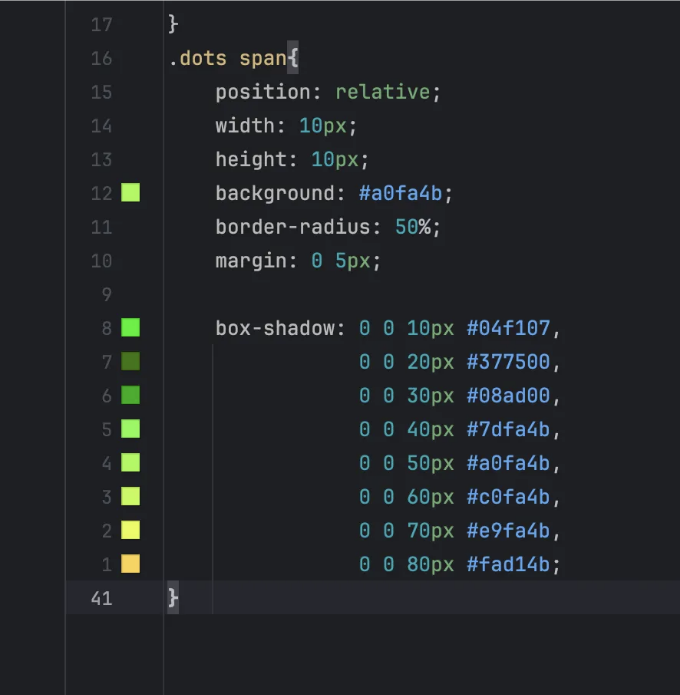 17 }
16 .dots span{
15 position: relative;
14 width: 10px;
13 height: 10px;
12 background: #a0fa4b;
11 border-radius: 50%;
10 margin: 0 5px;
9
8 box-shadow: 0 0 10px #04f107,
7 0 0 20px #377500,
6 0 0 30px #08ad00,
5 0 0 40px #7dfa4b,
4 0 0 50px #a0fa4b,
3 0 0 60px #c0fa4b,
2 0 0 70px #e9fa4b,
1 0 0 80px #fad14b;
41 }